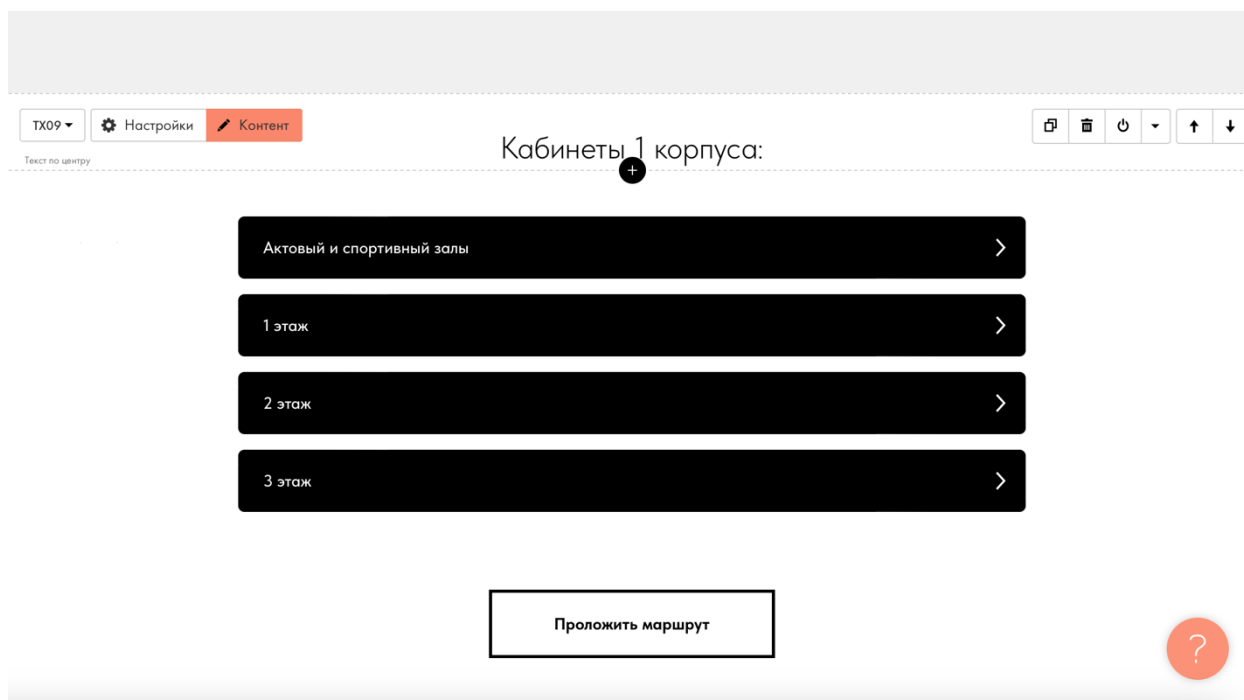 TX09
Настройки
Контент
Текст по центру
Кабинеты 1 корпуса:
+
Актовый и спортивный залы
1 этаж
2 этаж
3 этаж
Проложить маршрут
?